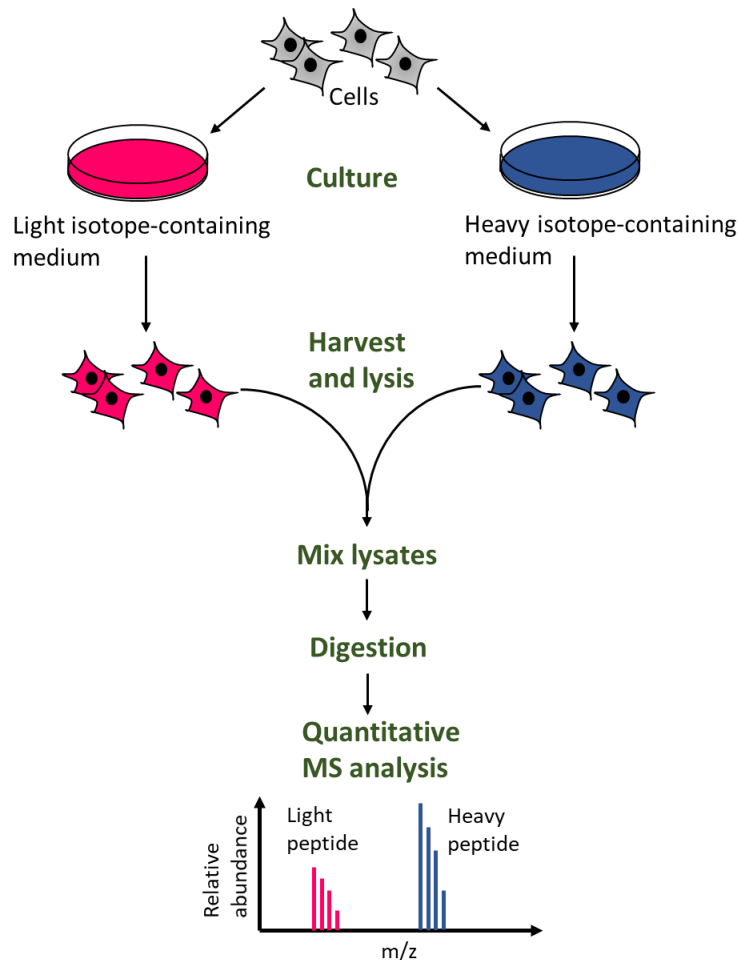 Cells
Culture
Light isotope-containing
medium
Heavy isotope-containing
medium
Harvest
and lysis
Mix lysates
Digestion
Quantitative
MS analysis
Relative
abundance
Light
peptide
Heavy
peptide
m/z